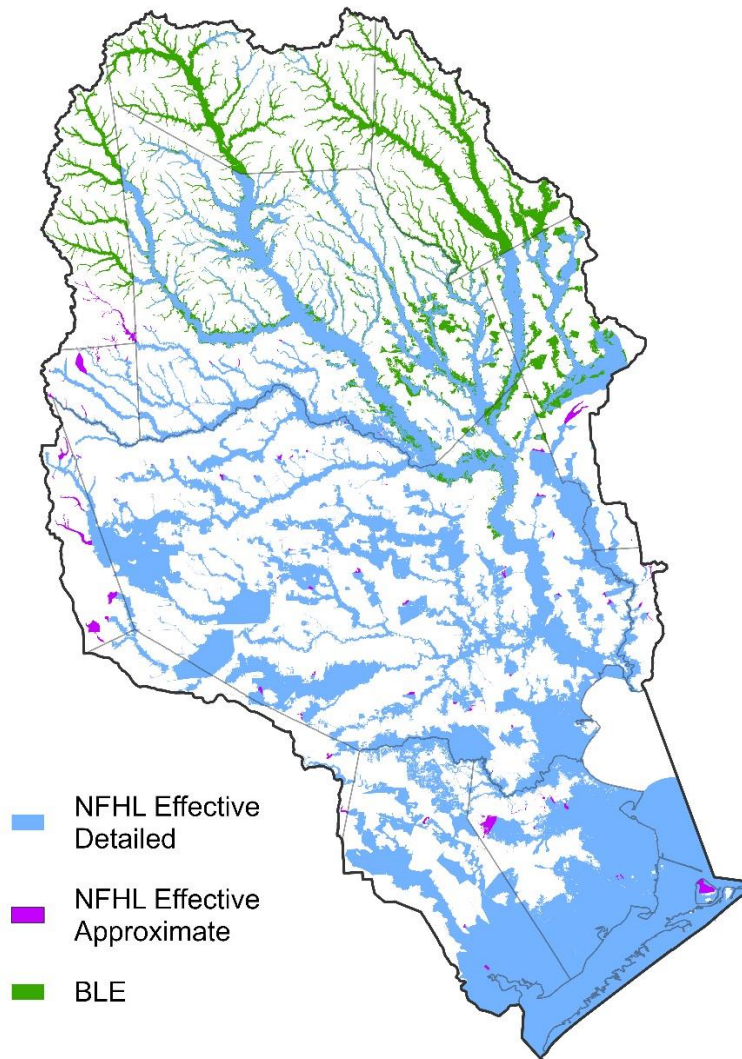 NFHL Effective
Detailed
NFHL Effective
Approximate
BLE